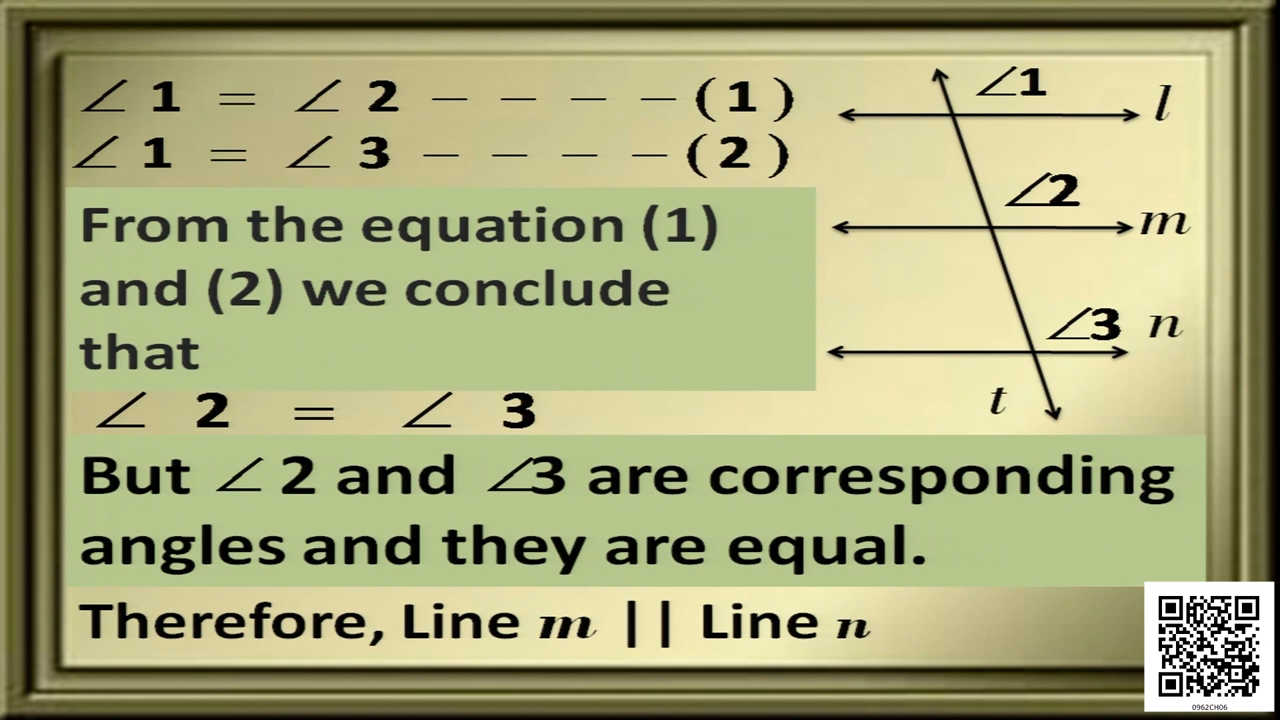 ∠ 1 = ∠ 2 – – – – (1)
∠ 1 = ∠ 3 – – – – (2)
From the equation (1)
and (2) we conclude
that
∠ 2 = ∠ 3
But ∠ 2 and ∠3 are corresponding
angles and they are equal.
Therefore, Line m || Line n
∠1
l
∠2
m
∠3
n
t
0962CH06